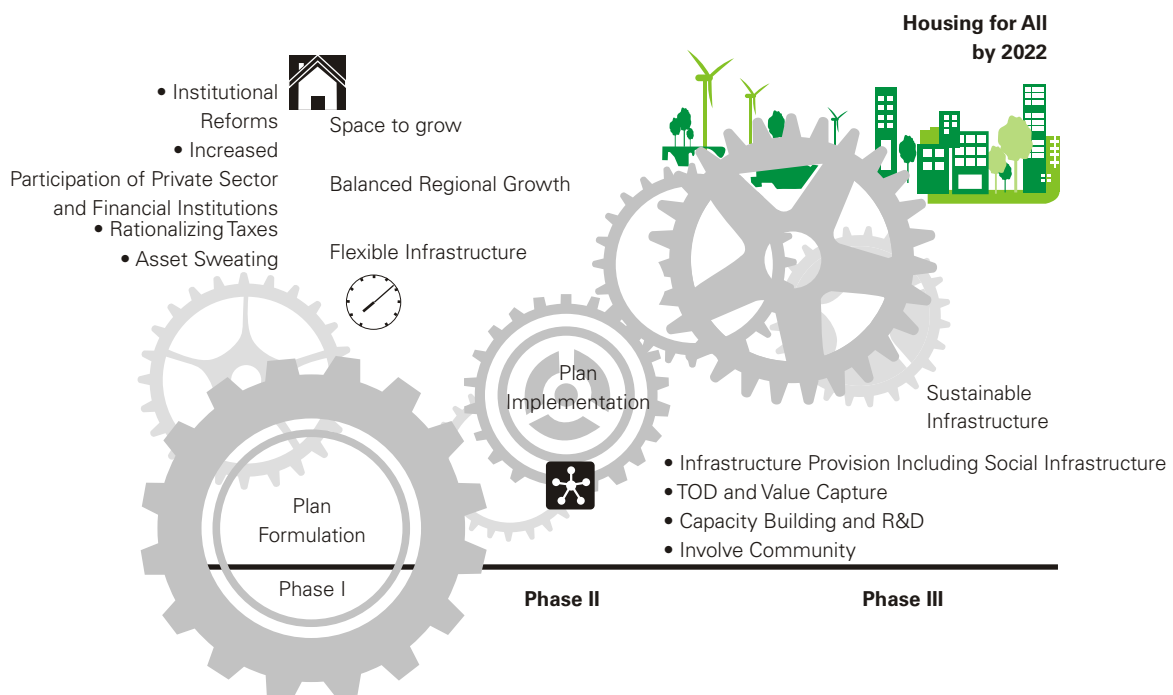 Housing for All
by 2022
• Institutional
Reforms
• Increased
Participation of Private Sector
and Financial Institutions
• Rationalizing Taxes
• Asset Sweating
Space to grow
Balanced Regional Growth
Flexible Infrastructure
Plan
Implementation
Sustainable
Infrastructure
• Infrastructure Provision Including Social Infrastructure
• TOD and Value Capture
• Capacity Building and R&D
• Involve Community
Plan
Formulation
Phase I
Phase II
Phase III